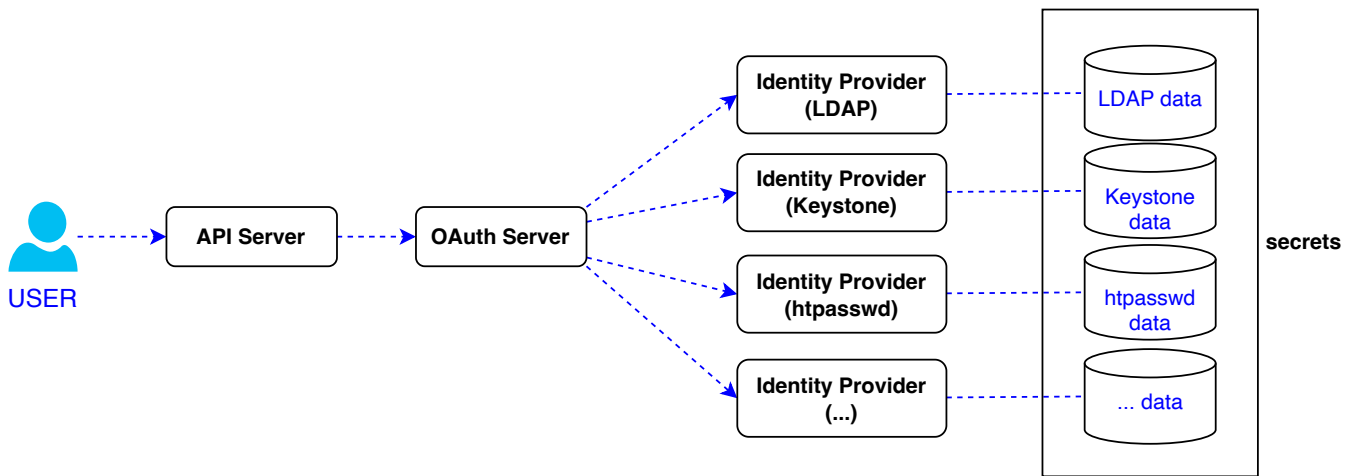 USER
API Server
OAuth Server
Identity Provider
(LDAP)
Identity Provider
(Keystone)
Identity Provider
(htpasswd)
Identity Provider
(...)
LDAP data
Keystone
data
htpasswd
data
... data
secrets